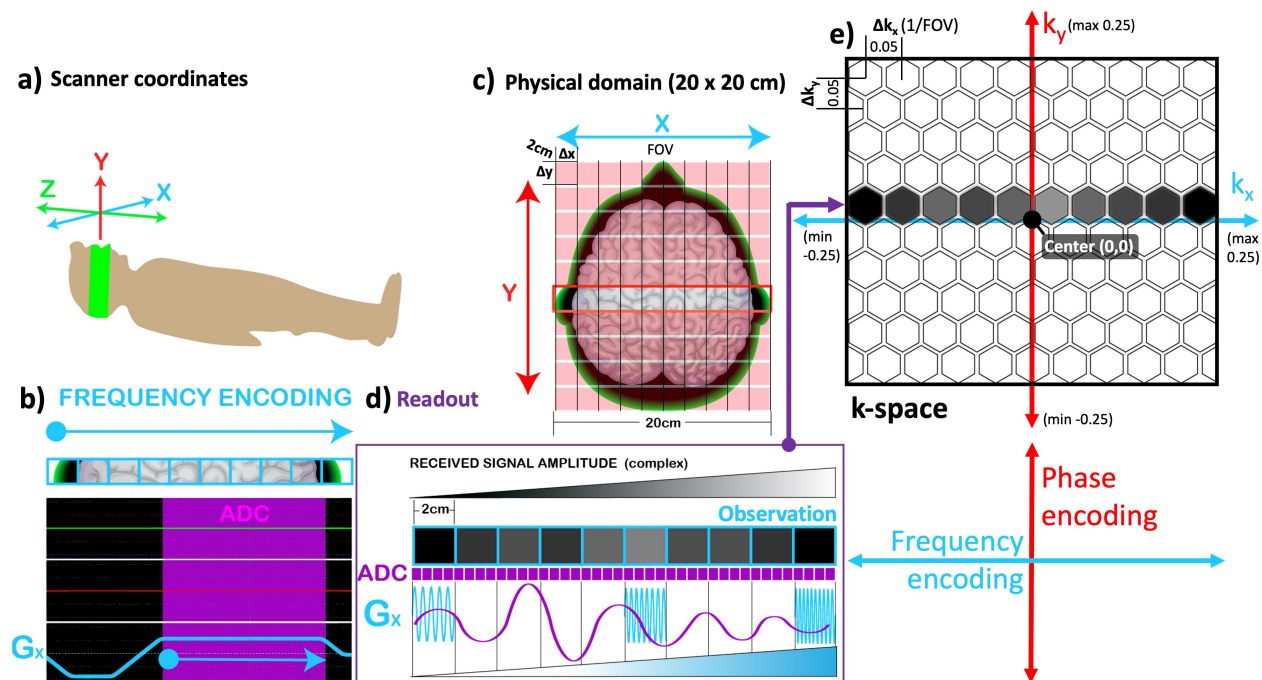 a) Scanner coordinates
Y
Z
X
b) FREQUENCY ENCODING
ADC
Gx
c) Physical domain (20 x 20 cm)
X
2cm
Δx
FOV
Δy
Y
20cm
d) Readout
RECEIVED SIGNAL AMPLITUDE (complex)
2cm
Observation
ADC
Gx
e)
Δkx (1/FOV)
0.05
ky (max 0.25)
Δky
0.05
kx
(min
-0.25)
Center (0,0)
(max
0.25)
k-space
(min -0.25)
Phase
encoding
Frequency
encoding